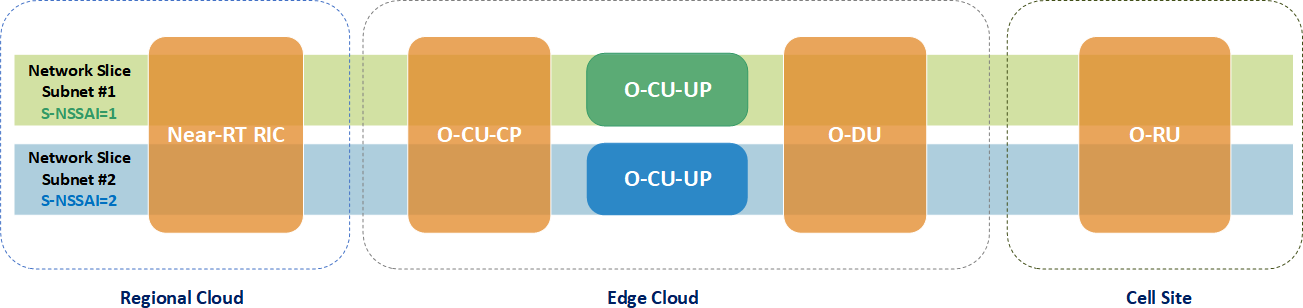 Network Slice
Subnet #1
S-NSSAI=1
Near-RT RIC
O-CU-CP
O-CU-UP
O-DU
O-RU
Network Slice
Subnet #2
S-NSSAI=2
O-CU-UP
Regional Cloud
Edge Cloud
Cell Site